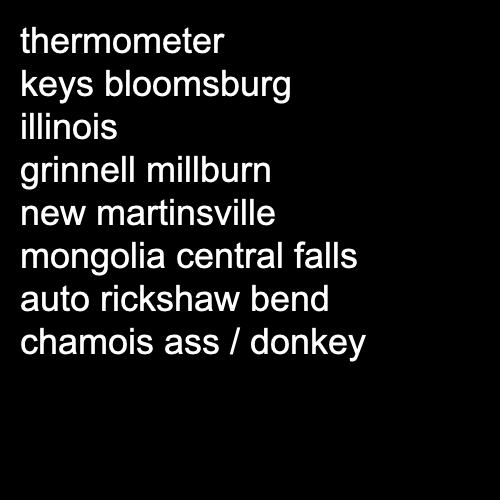 thermometer
keys bloomsburg
illinois
grinnell millburn
new martinsville
mongolia central falls
auto rickshaw bend
chamois ass / donkey